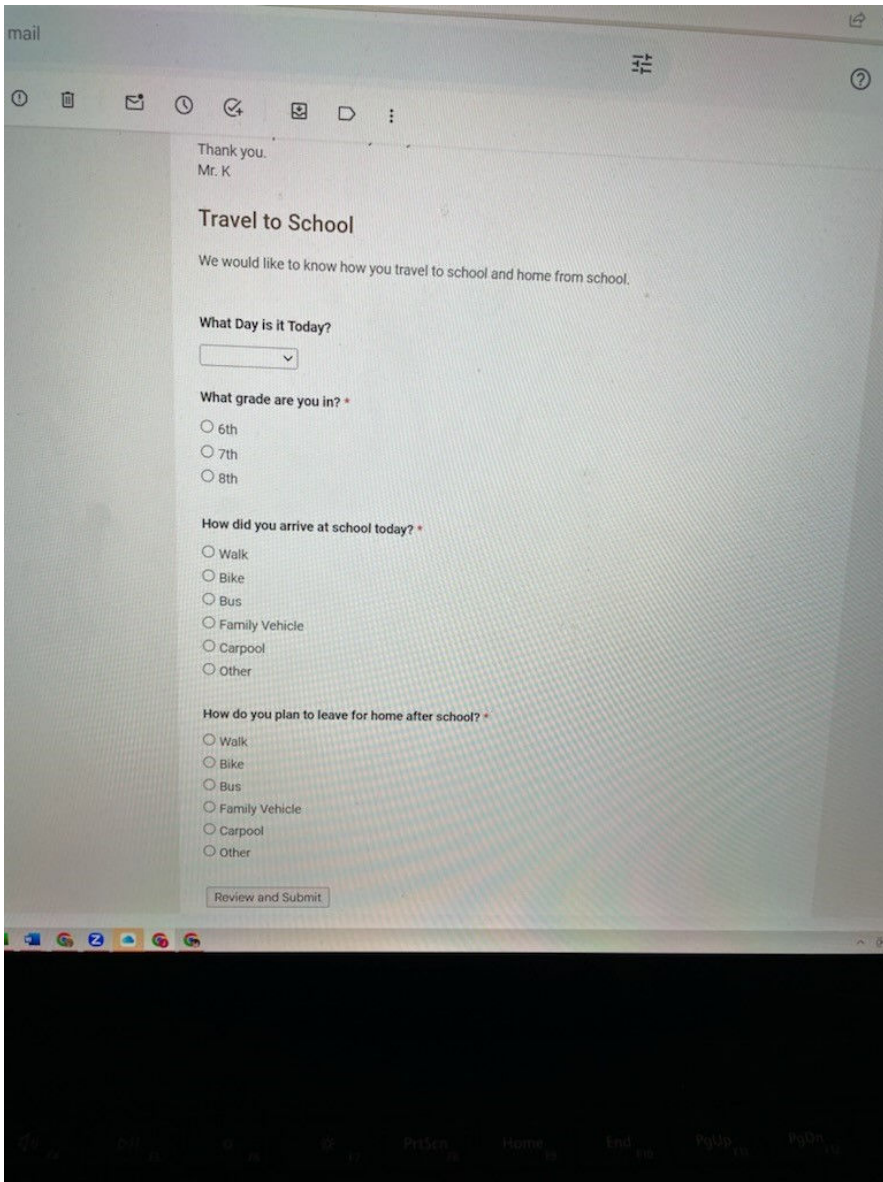 mail
Thank you.
Mr. K
Travel to School
We would like to know how you travel to school and home from school.
What Day is it Today?
What grade are you in? *
6th
7th
8th
How did you arrive at school today? *
Walk
Bike
Bus
Family Vehicle
Carpool
Other
How do you plan to leave for home after school? *
Walk
Bike
Bus
Family Vehicle
Carpool
Other
Review and Submit
PrtScn
Home
End
PgUp
PgDn